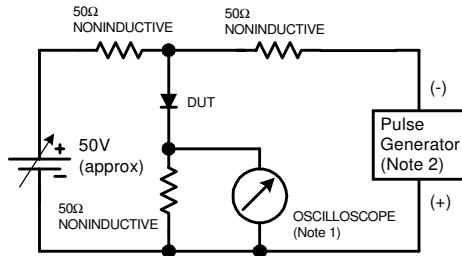 50Ω
NONINDUCTIVE
50Ω
NONINDUCTIVE
DUT
(-)
+
50V
(approx)
-
Pulse
Generator
(Note 2)
50Ω
NONINDUCTIVE
OSCILLOSCOPE
(Note 1)
(+)